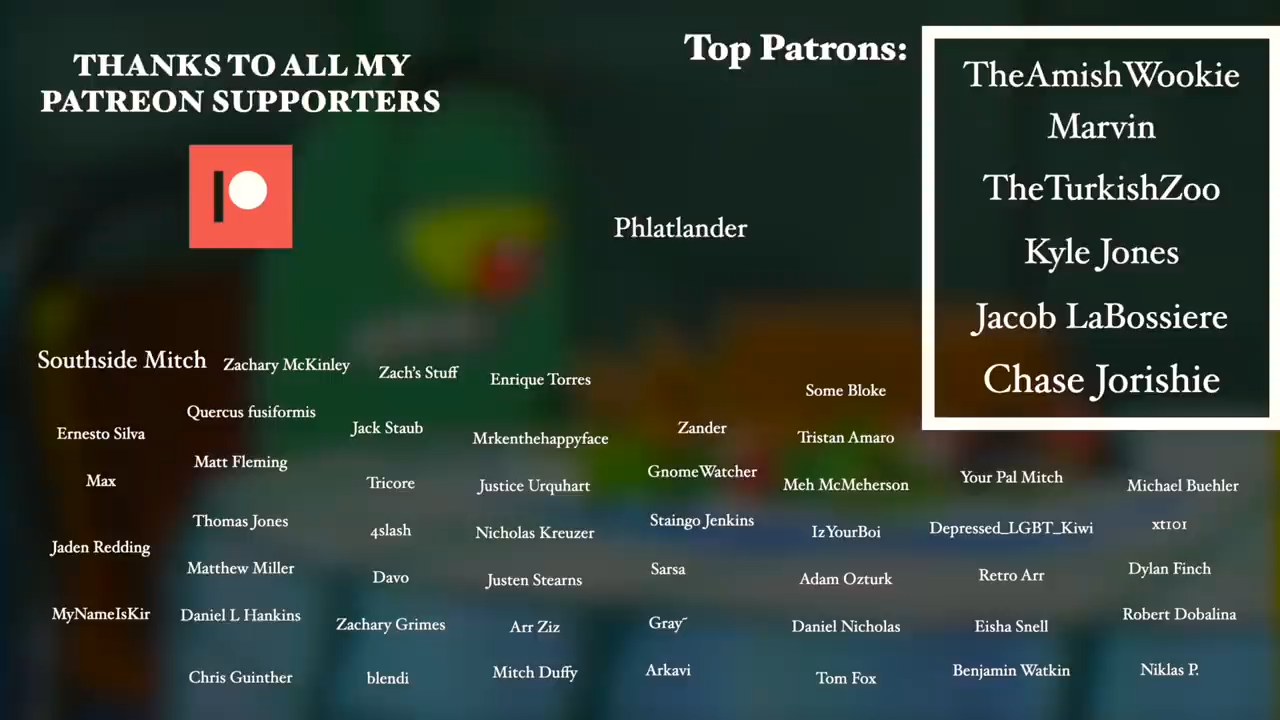 THANKS TO ALL MY
PATREON SUPPORTERS
Top Patrons:
TheAmishWookie
Marvin
TheTurkishZoo
Kyle Jones
Jacob LaBossiere
Chase Jorishie
Phlatlander
Southside Mitch
Ernesto Silva
Max
Jaden Redding
MyNameIsKir
Zachary McKinley
Quercus fusiformis
Matt Fleming
Thomas Jones
Matthew Miller
Daniel L Hankins
Chris Guinther
Zach’s Stuff
Jack Staub
Tricore
4slash
Davo
Zachary Grimes
blendi
Enrique Torres
Mrkenthehappyface
Justice Urquhart
Nicholas Kreuzer
Justen Stearns
Arr Ziz
Mitch Duffy
Zander
GnomeWatcher
Staingo Jenkins
Sarsa
Gray˜
Arkavi
Some Bloke
Tristan Amaro
Meh McMeherson
IzYourBoi
Adam Ozturk
Daniel Nicholas
Tom Fox
Your Pal Mitch
Depressed_LGBT_Kiwi
Retro Arr
Eisha Snell
Benjamin Watkin
Michael Buehler
xt101
Dylan Finch
Robert Dobalina
Niklas P.